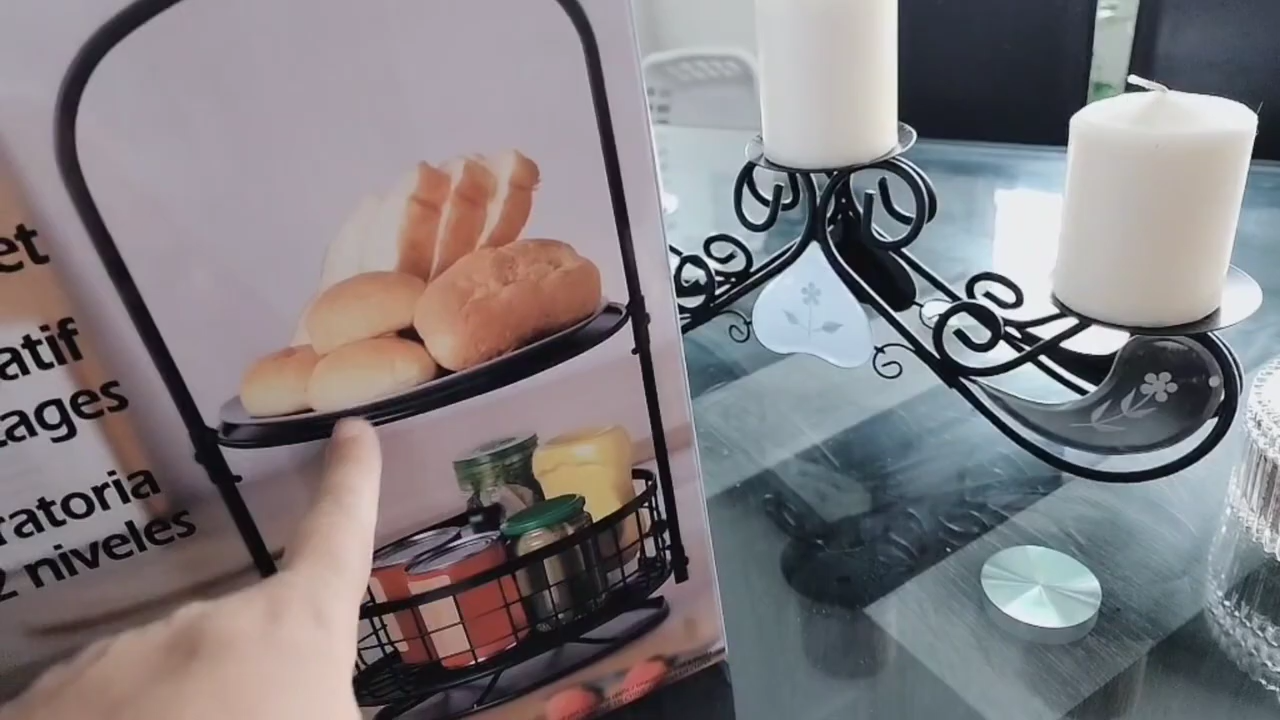 et
atif
tages
ratoria
2 niveles